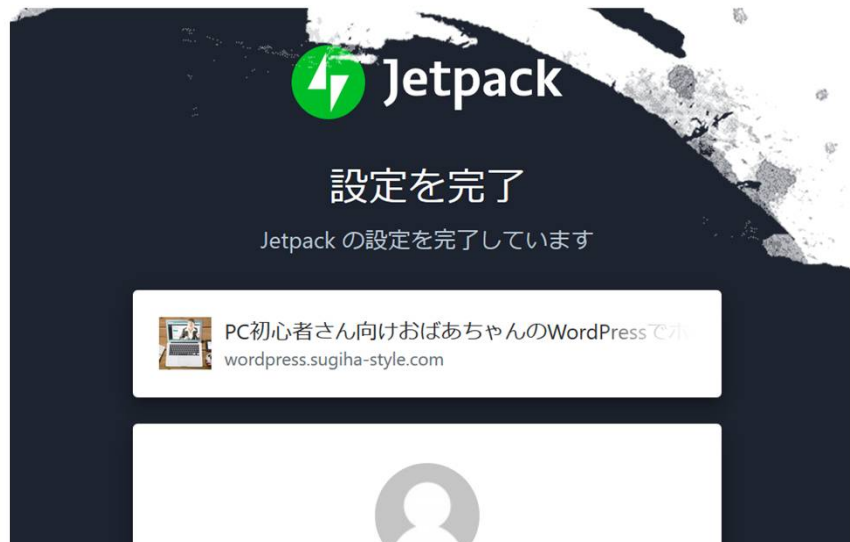 Jetpack
設定を完了
Jetpack の設定を完了しています
PC初心者さん向けおばあちゃんのWordPressでホ
wordpress.sugiha-style.com